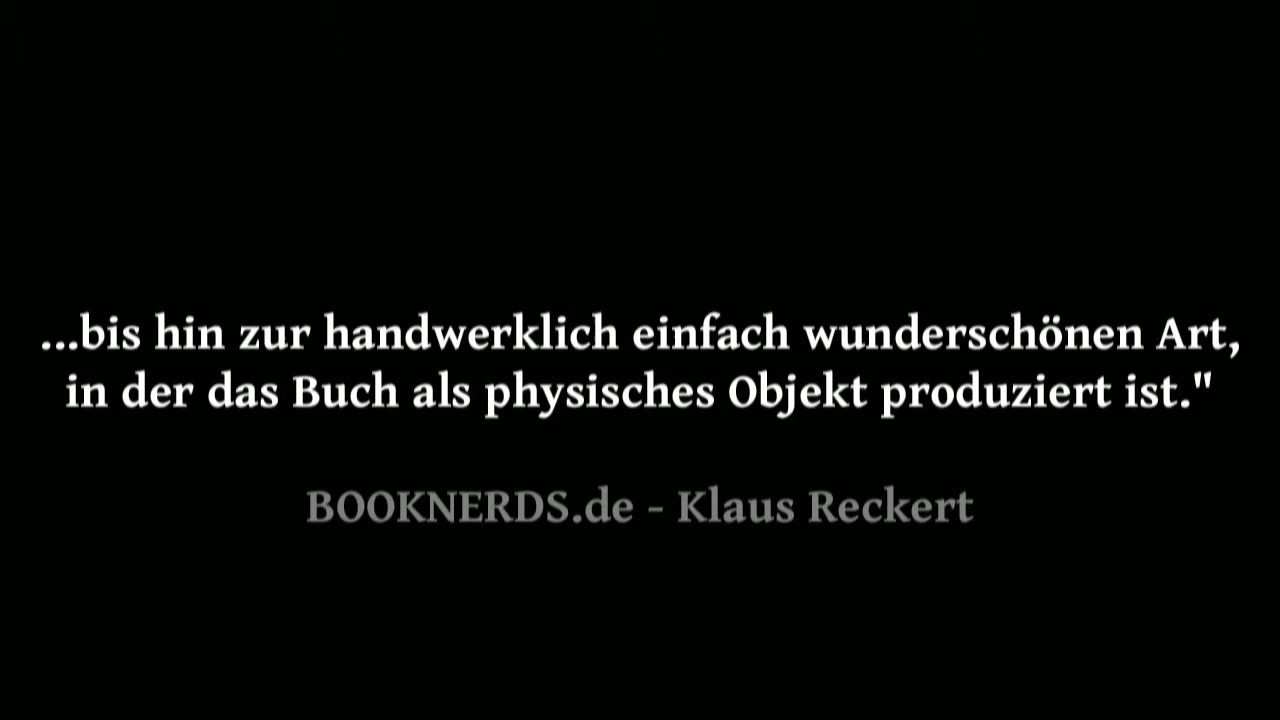 ...bis hin zur handwerklich einfach wunderschönen Art,
in der das Buch als physisches Objekt produziert ist."
BOOKNERDS.de - Klaus Reckert